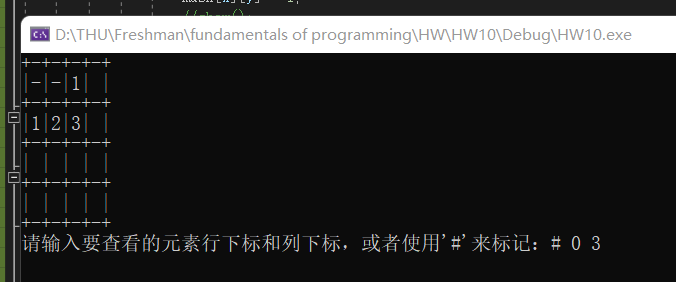 D:\THU\Freshman\fundamentals of programming\HW\HW10\Debug\HW10.exe
+-+-+-+-+
|-|-|1| |
+-+-+-+-+
|1|2|3| |
+-+-+-+-+
| | | | |
+-+-+-+-+
| | | | |
+-+-+-+-+
请输入要查看的元素行下标和列下标，或者使用'#'来标记：# 0 3